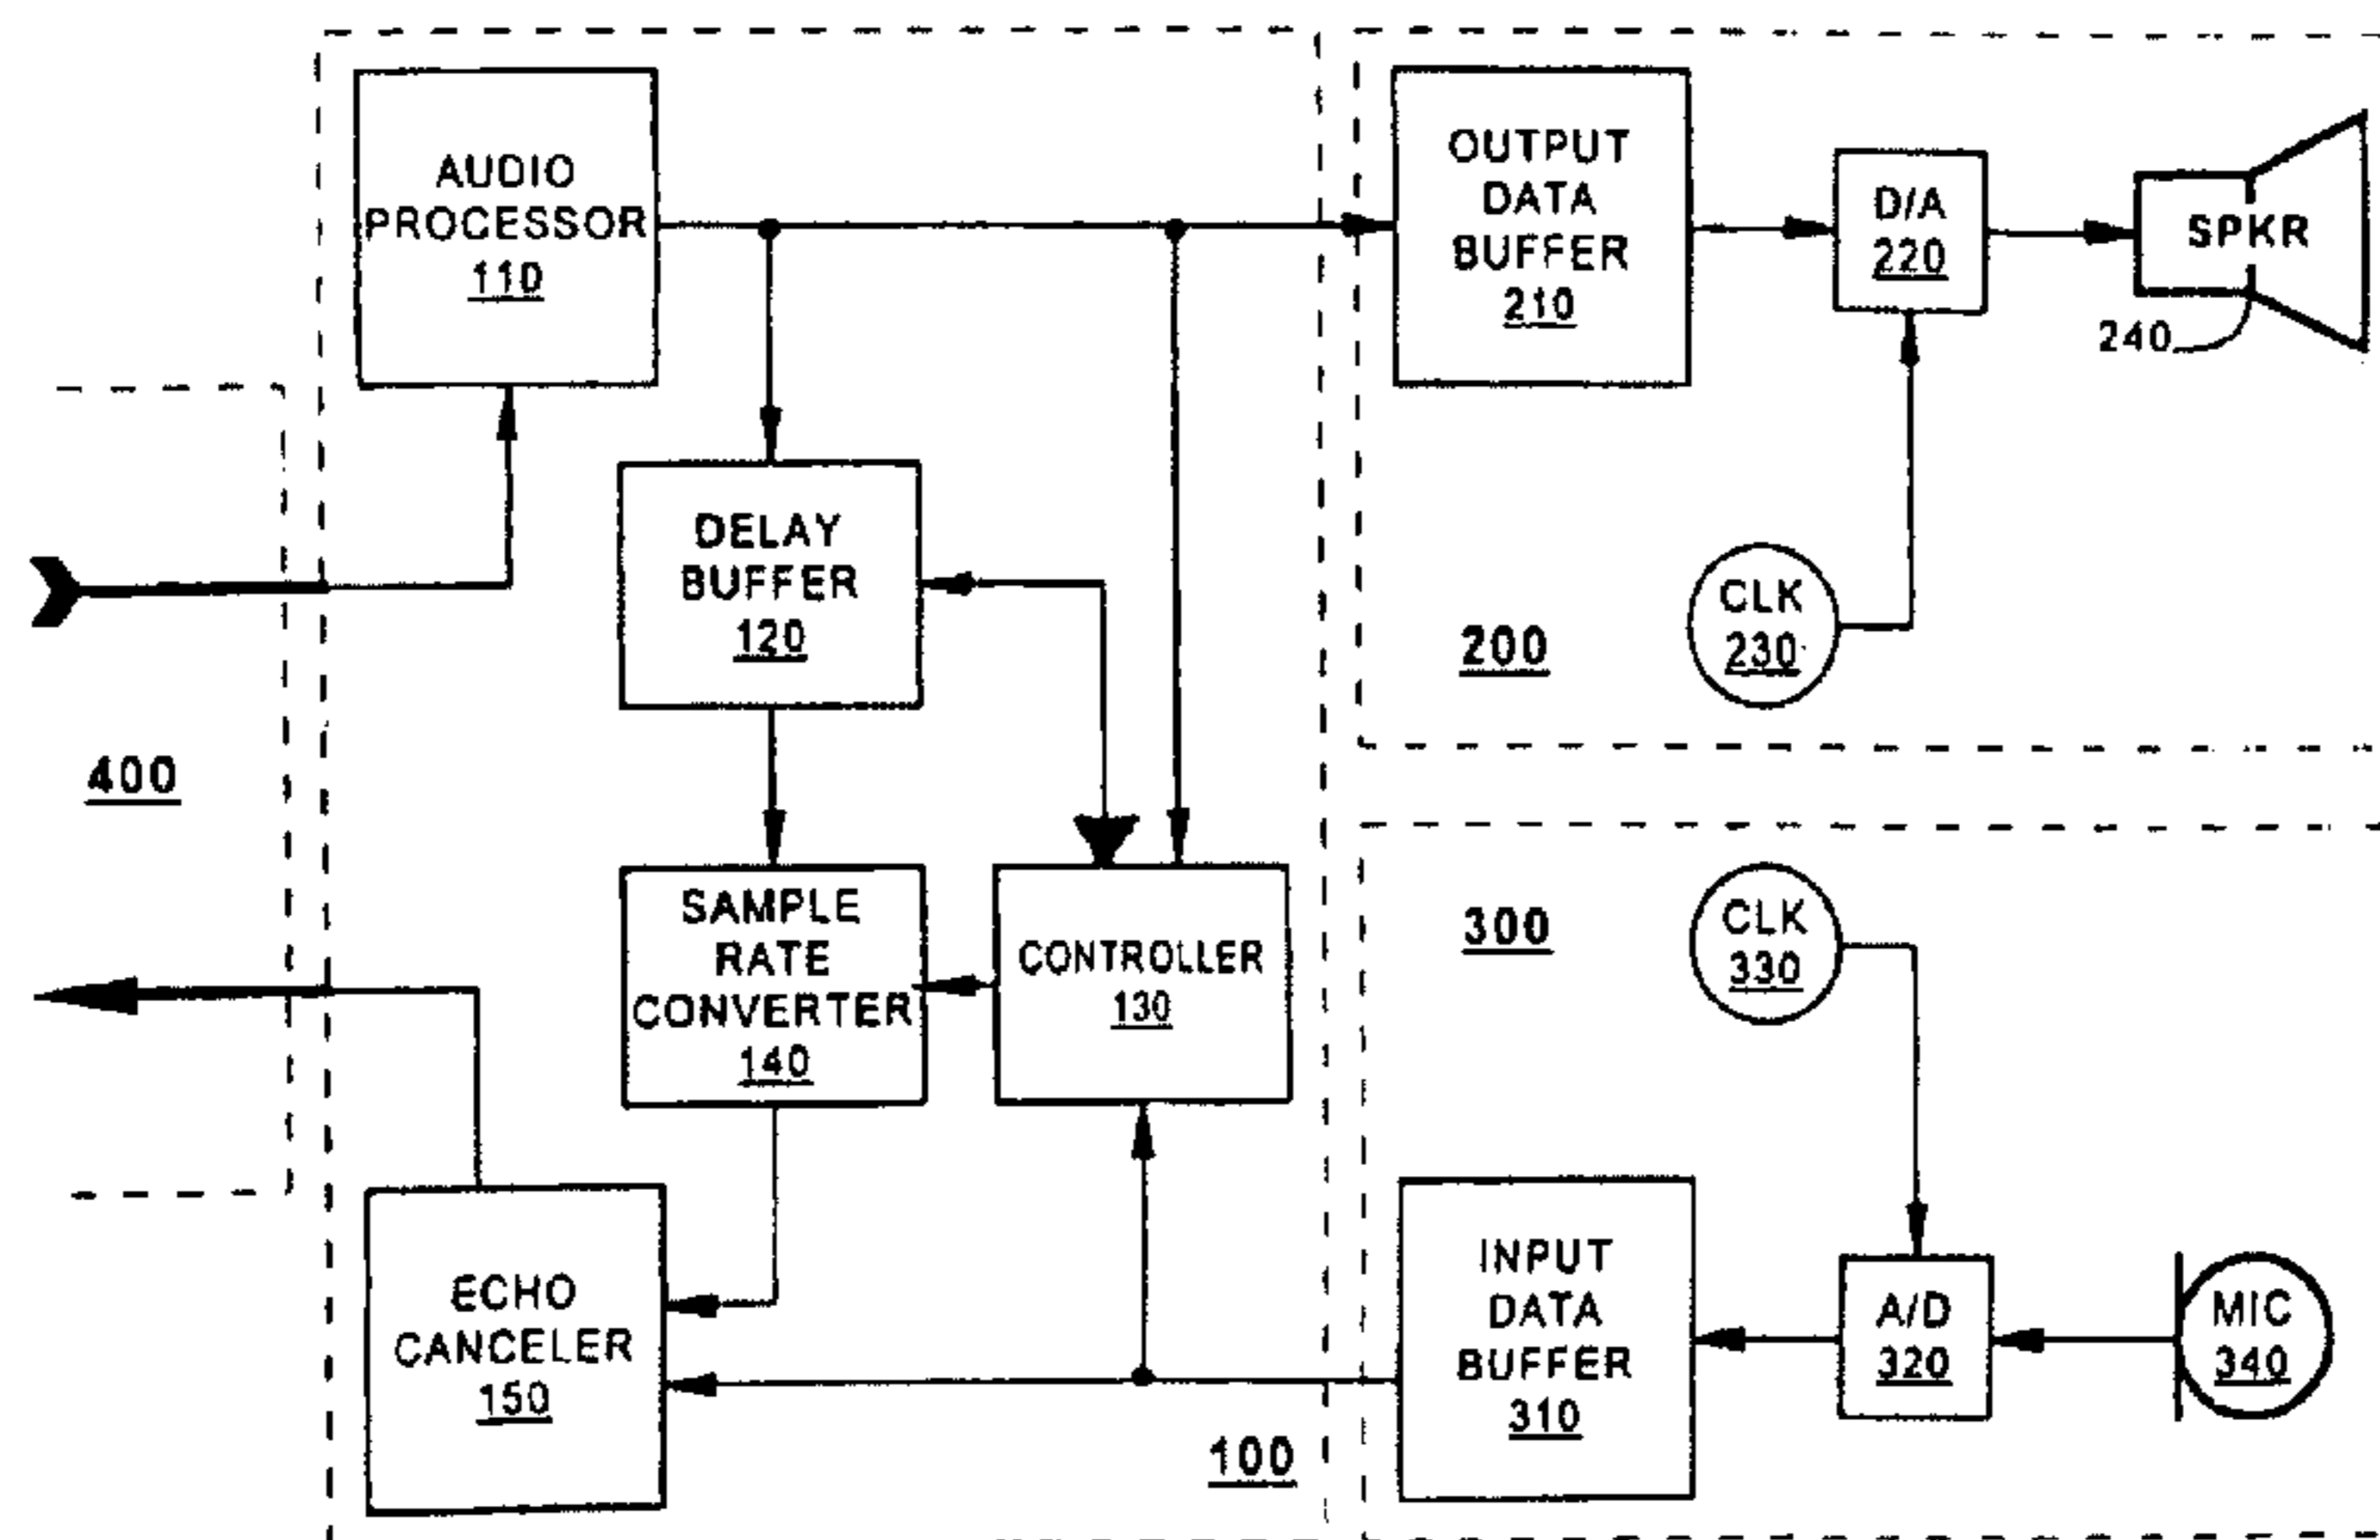 AUDIO
PROCESSOR
110
OUTPUT
DATA
BUFFER
210
D/A
220
SPKR
240
DELAY
BUFFER
120
CLK
230
200
400
SAMPLE
RATE
CONVERTER
140
CONTROLLER
130
300
CLK
330
ECHO
CANCELER
150
INPUT
DATA
BUFFER
310
A/D
320
MIC
340
100